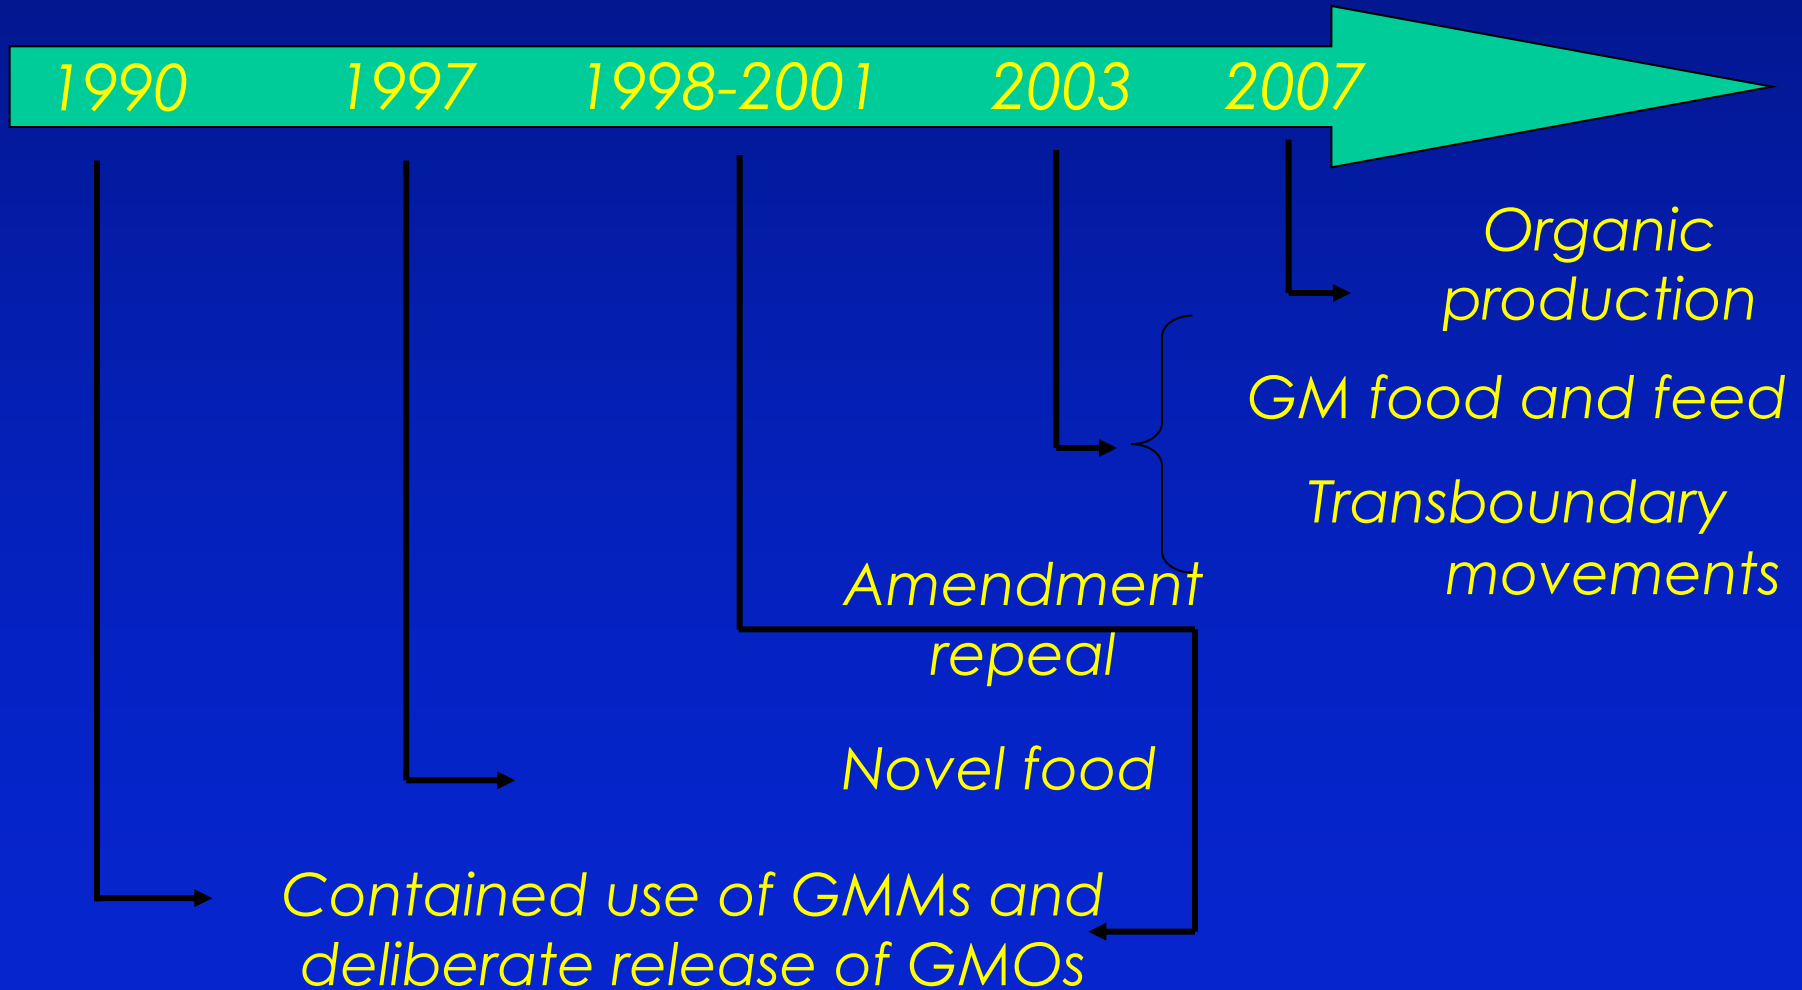 1990 1997 1998-2001 2003 2007
Organic
production
GM food and feed
Transboundary
movements
Amendment
repeal
Novel food
Contained use of GMMs and
deliberate release of GMOs